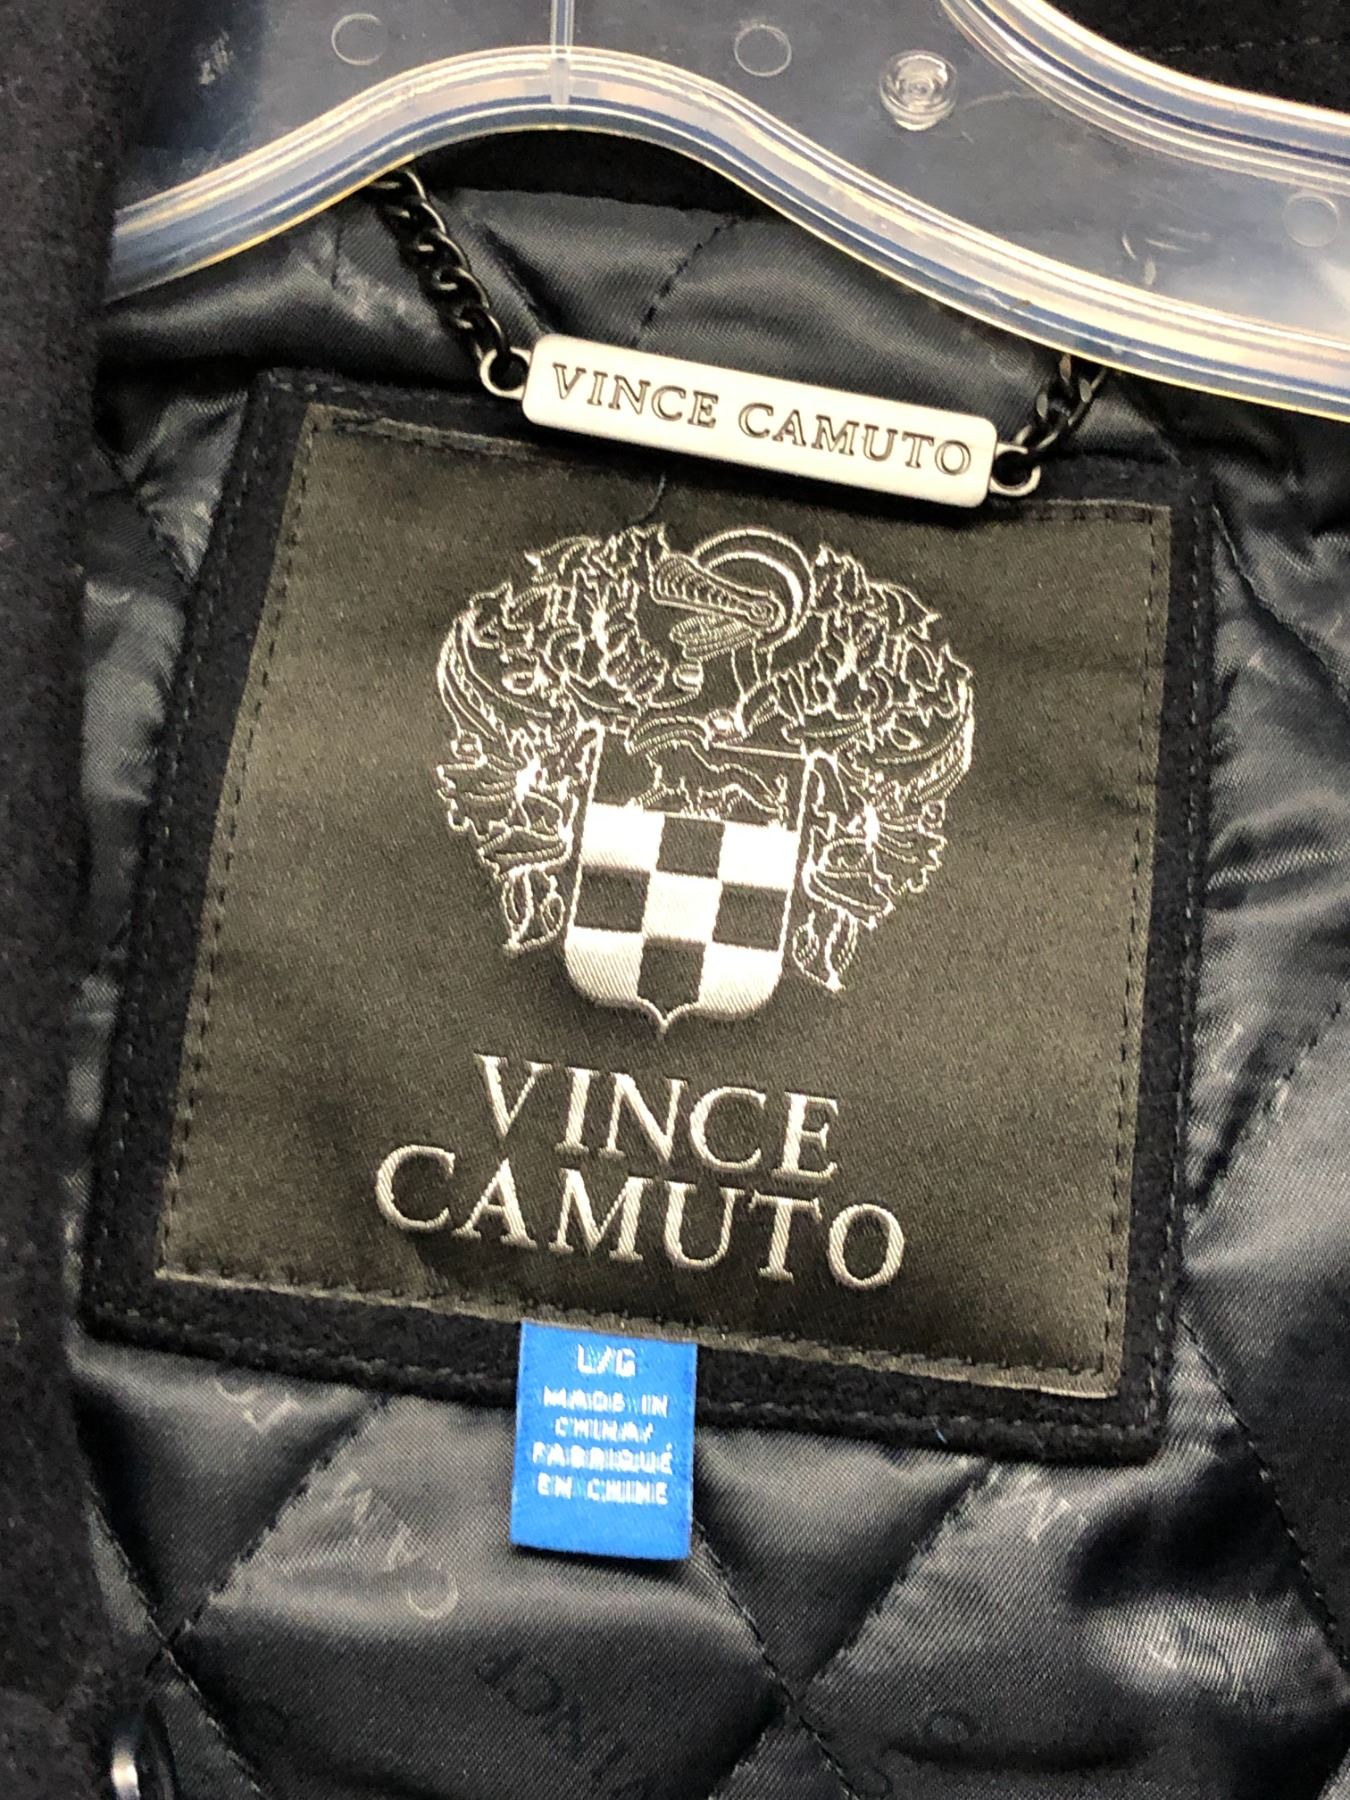 VINCE CAMUTO
VINCE
CAMUTO
L/G
MADE IN
CHINA/
FABRIQUÉ
EN CHINE